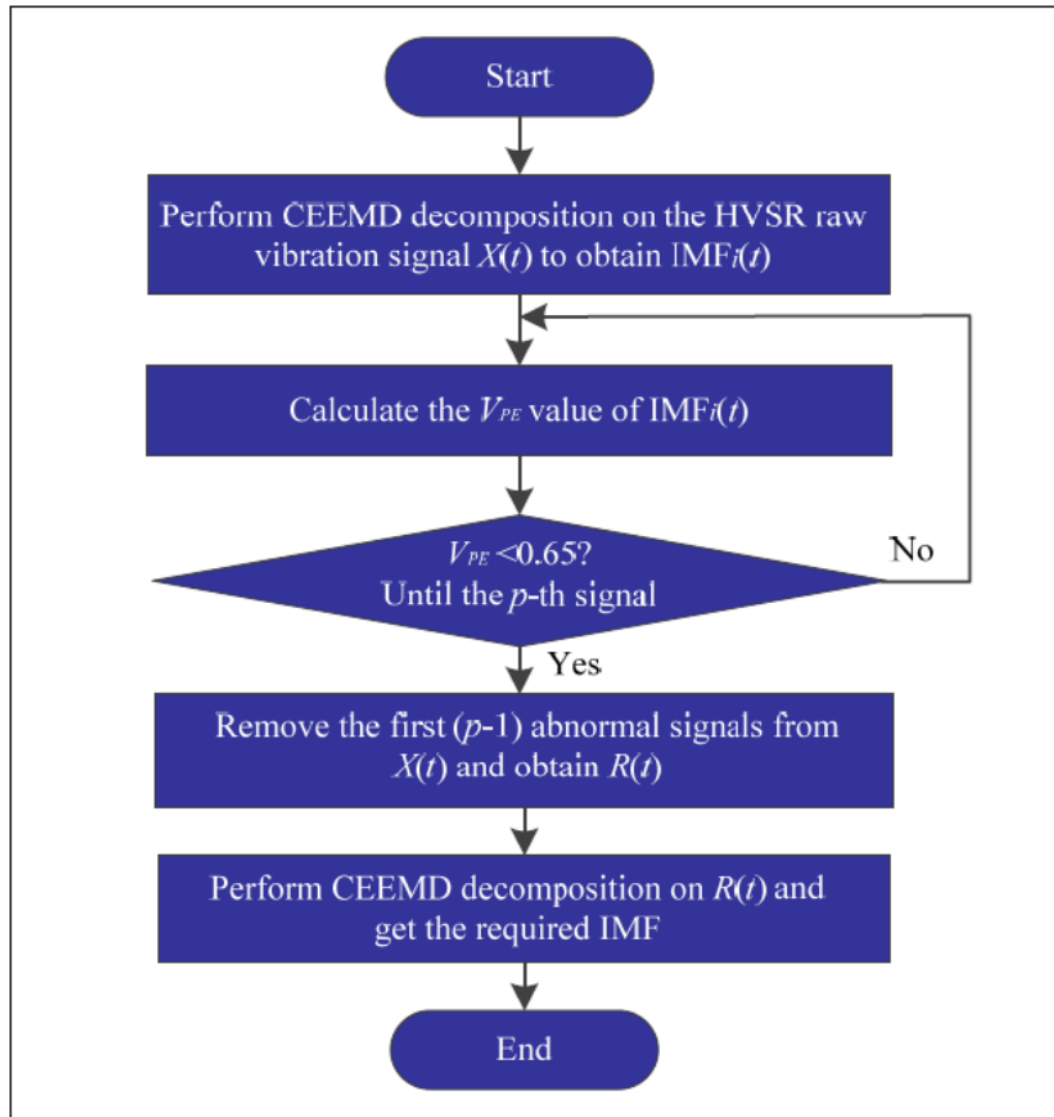 Start
Perform CEEMD decomposition on the HVSR raw
vibration signal X(t) to obtain IMFi(t)
Calculate the VPE value of IMFi(t)
VPE <0.65?
Until the p-th signal
No
Yes
Remove the first (p-1) abnormal signals from
X(t) and obtain R(t)
Perform CEEMD decomposition on R(t) and
get the required IMF
End